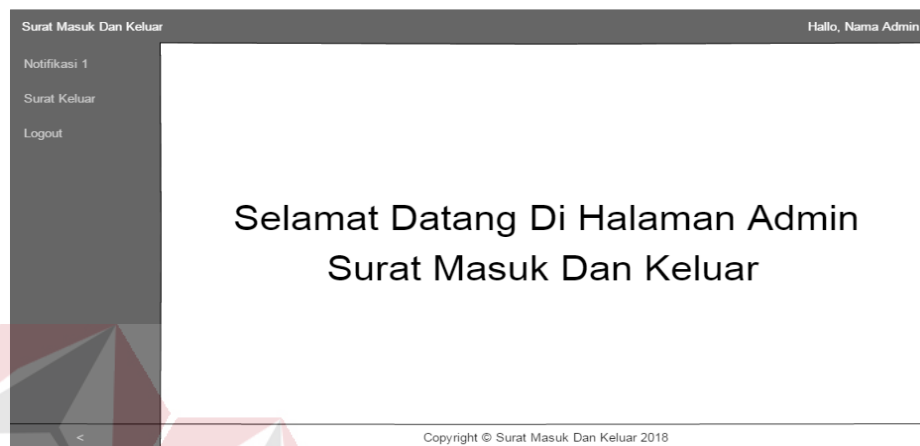 Surat Masuk Dan Keluar
Hallo, Nama Admin
Notifikasi 1
Surat Keluar
Logout
Selamat Datang Di Halaman Admin
Surat Masuk Dan Keluar
<
Copyright © Surat Masuk Dan Keluar 2018